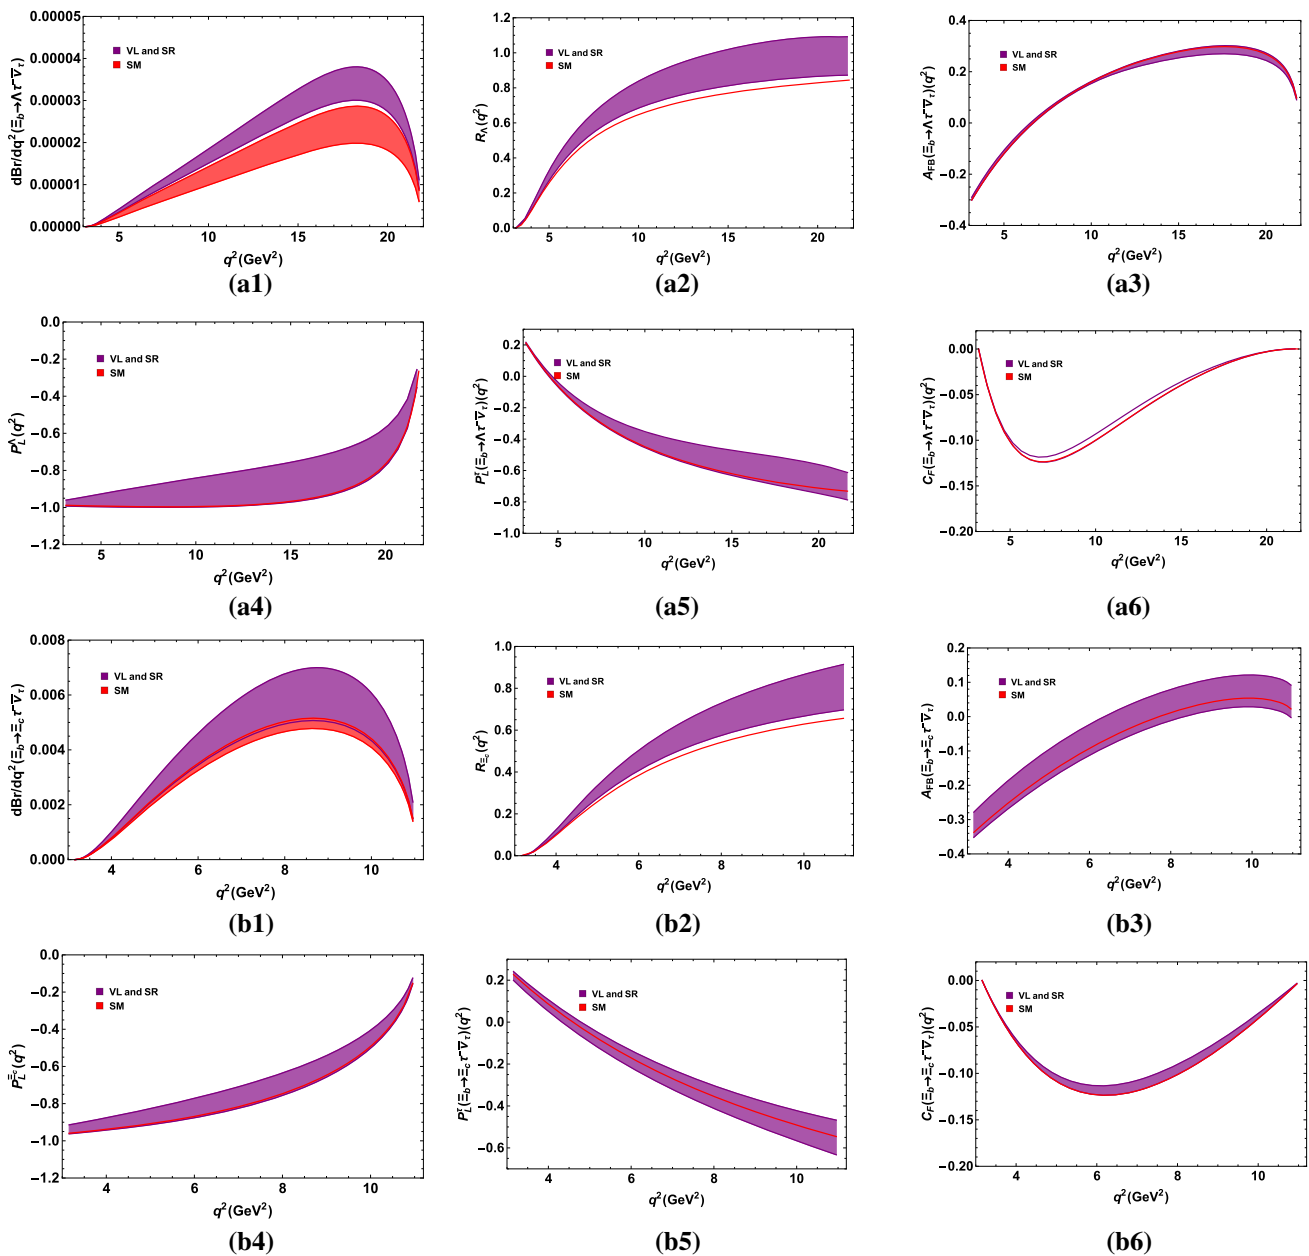 dBr/dq²(Ξb→Λτ⁻ν̄τ)
0.00005
0.00004
0.00003
0.00002
0.00001
0.00000
VL and SR
SM
5 10 15 20
q²(GeV²)
(a1)
RΛ(q²)
1.2
1.0
0.8
0.6
0.4
0.2
0.0
VL and SR
SM
5 10 15 20
q²(GeV²)
(a2)
AFB(Ξb→Λτ⁻ν̄τ)(q²)
0.4
0.2
0.0
−0.2
−0.4
VL and SR
SM
5 10 15 20
q²(GeV²)
(a3)
PLΛ(q²)
0.0
−0.2
−0.4
−0.6
−0.8
−1.0
−1.2
VL and SR
SM
5 10 15 20
q²(GeV²)
(a4)
PLτ(Ξb→Λτ⁻ν̄τ)(q²)
0.2
0.0
−0.2
−0.4
−0.6
−0.8
−1.0
VL and SR
SM
5 10 15 20
q²(GeV²)
(a5)
CF(Ξb→Λτ⁻ν̄τ)(q²)
0.00
−0.05
−0.10
−0.15
−0.20
VL and SR
SM
5 10 15 20
q²(GeV²)
(a6)
dBr/dq²(Ξb→Ξcτ⁻ν̄τ)
0.008
0.006
0.004
0.002
0.000
VL and SR
SM
4 6 8 10
q²(GeV²)
(b1)
RΞc(q²)
1.0
0.8
0.6
0.4
0.2
0.0
VL and SR
SM
4 6 8 10
q²(GeV²)
(b2)
AFB(Ξb→Ξcτ⁻ν̄τ)
0.2
0.1
0.0
−0.1
−0.2
−0.3
−0.4
VL and SR
SM
4 6 8 10
q²(GeV²)
(b3)
PLΞc(q²)
0.0
−0.2
−0.4
−0.6
−0.8
−1.0
−1.2
VL and SR
SM
4 6 8 10
q²(GeV²)
(b4)
PLτ(Ξb→Ξcτ⁻ν̄τ)(q²)
0.2
0.0
−0.2
−0.4
−0.6
VL and SR
SM
4 6 8 10
q²(GeV²)
(b5)
CF(Ξb→Ξcτ⁻ν̄τ)(q²)
0.00
−0.05
−0.10
−0.15
−0.20
VL and SR
SM
4 6 8 10
q²(GeV²)
(b6)